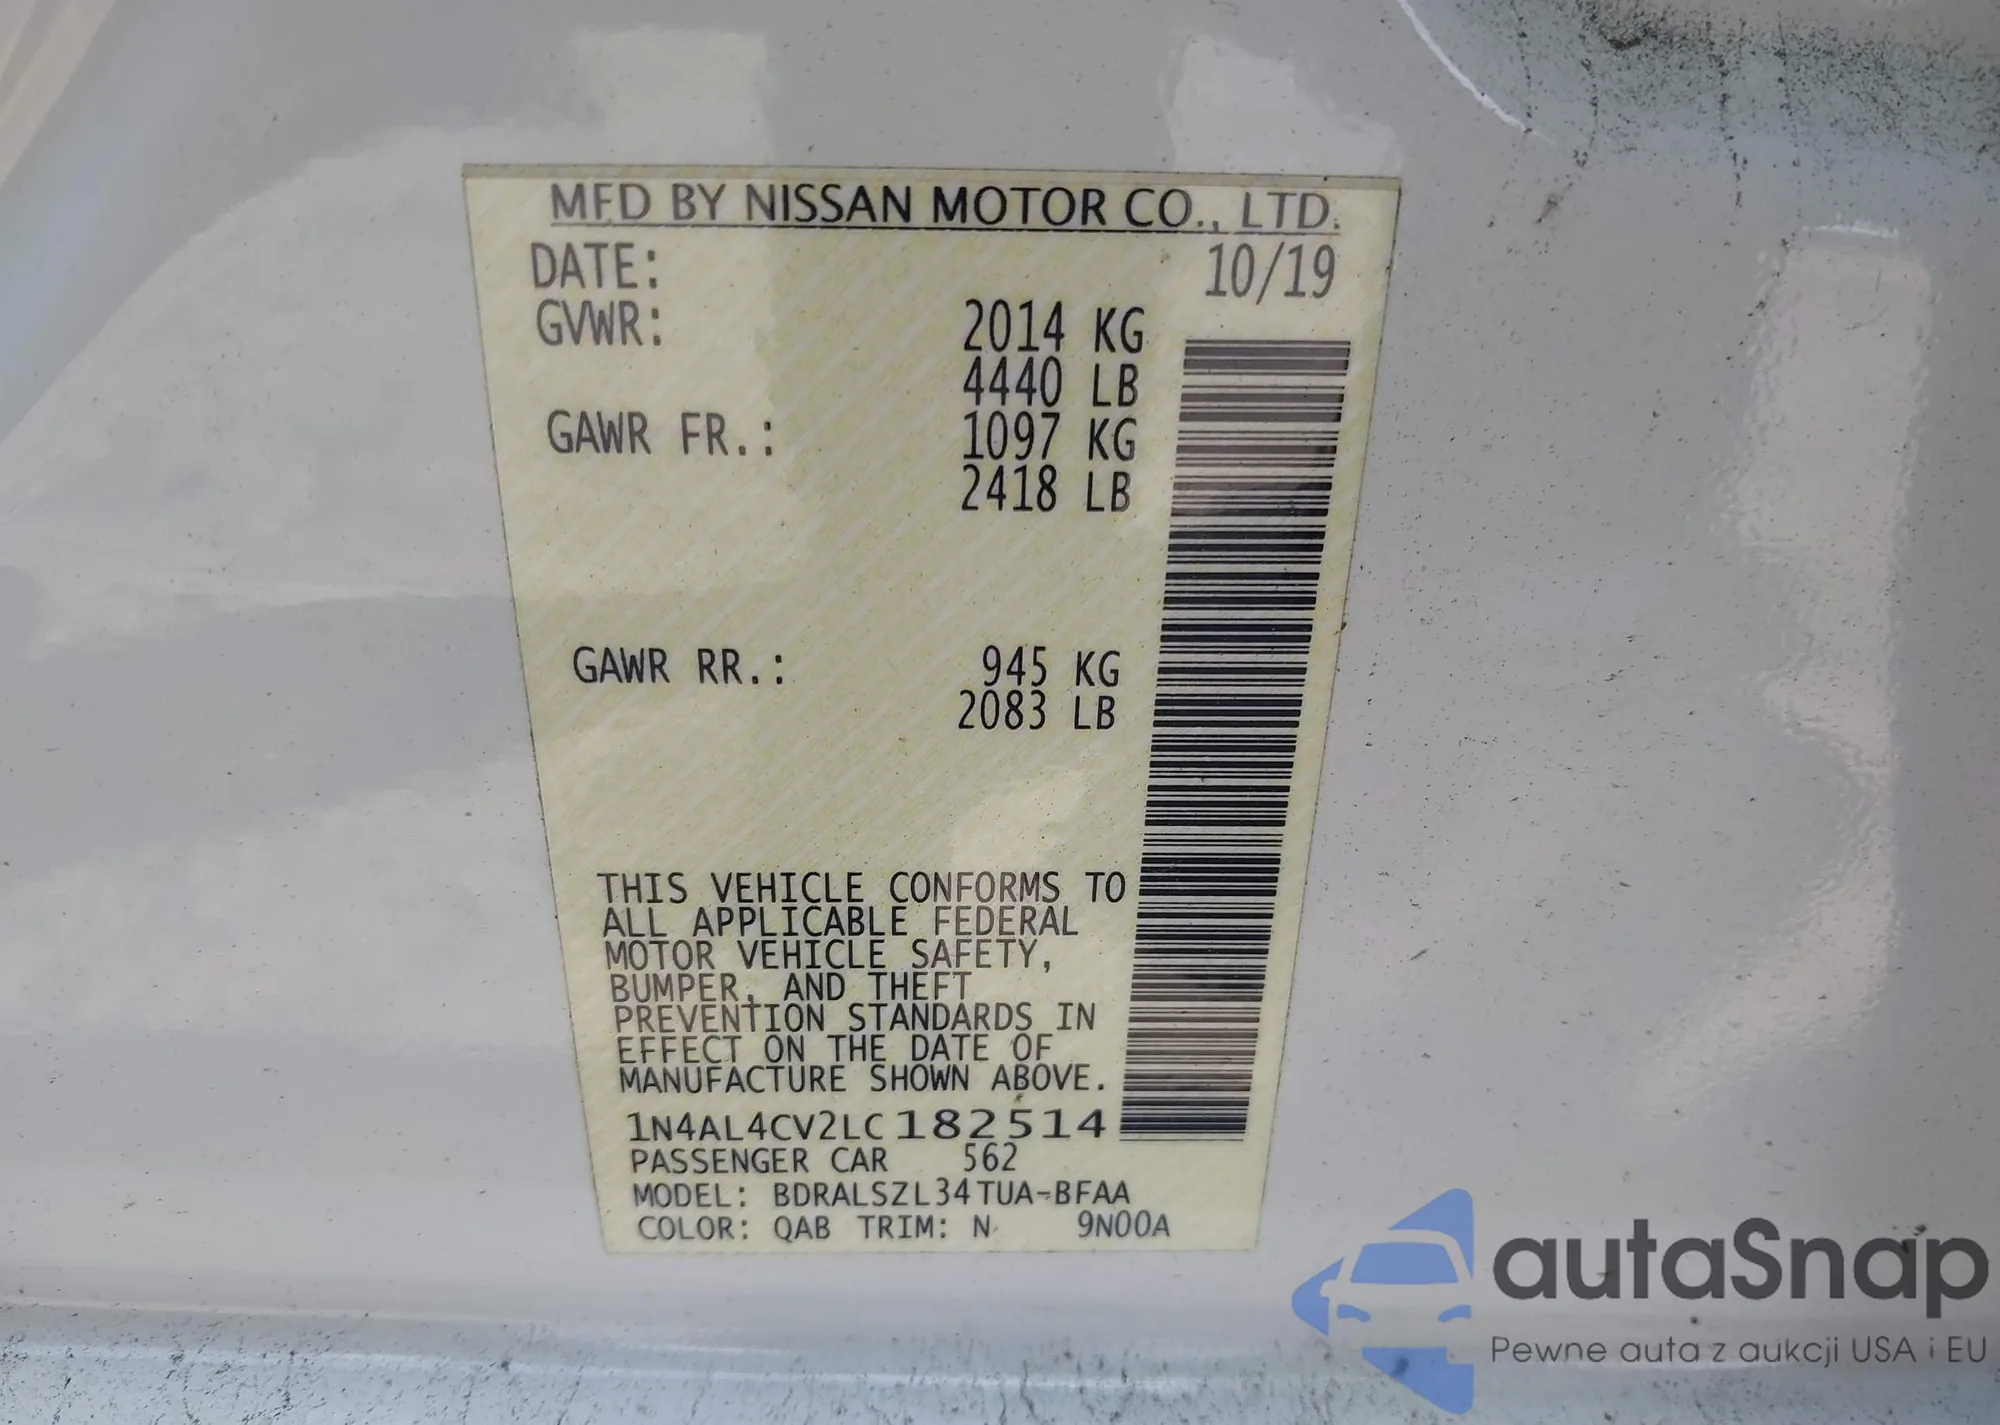 MFD BY NISSAN MOTOR CO., LTD.
DATE: 10/19
GVWR: 2014 KG
4440 LB
GAWR FR.: 1097 KG
2418 LB
GAWR RR.: 945 KG
2083 LB
THIS VEHICLE CONFORMS TO
ALL APPLICABLE FEDERAL
MOTOR VEHICLE SAFETY,
BUMPER, AND THEFT
PREVENTION STANDARDS IN
EFFECT ON THE DATE OF
MANUFACTURE SHOWN ABOVE.
1N4AL4CV2LC182514
PASSENGER CAR 562
MODEL: BDRALSZL34TUA-BFAA
COLOR: QAB TRIM: N 9N00A
autaSnap
Pewne auta z aukcji USA i EU